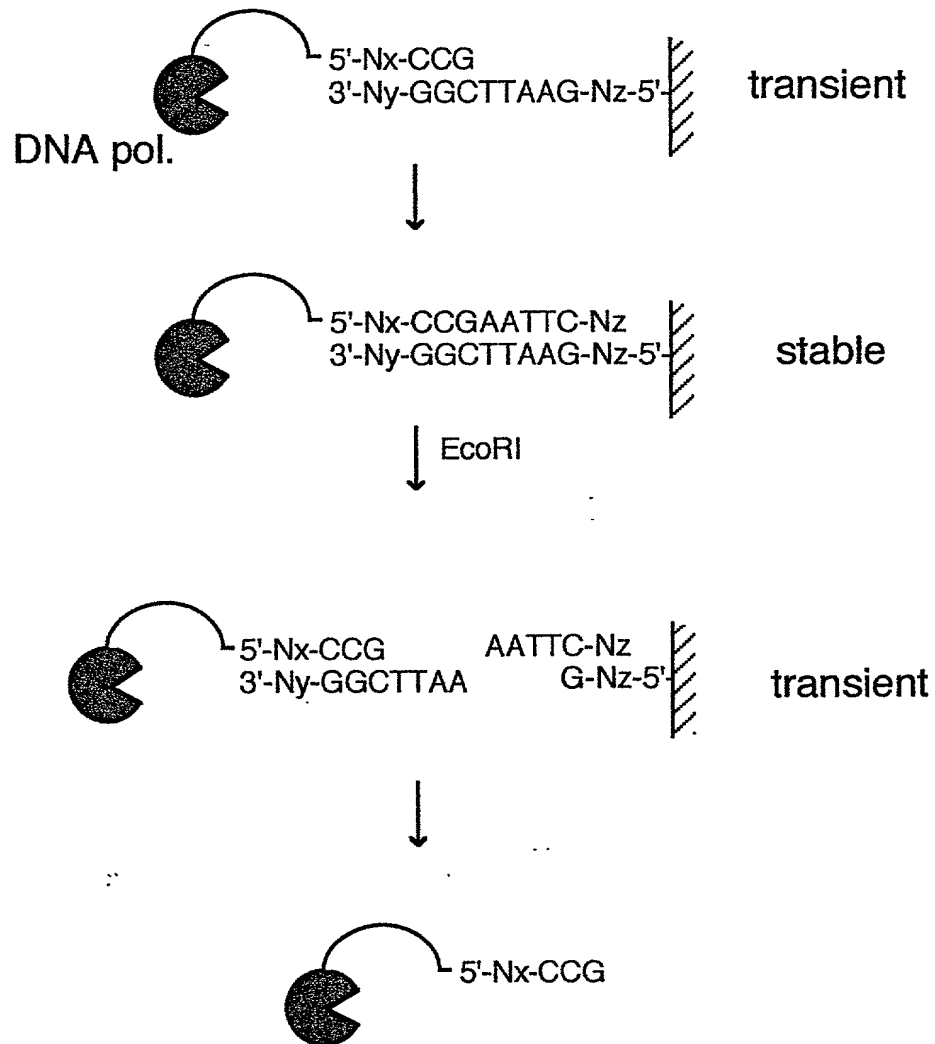 5'-Nx-CCG
3'-Ny-GGCTTAAG-Nz-5'
transient
DNA pol.
5'-Nx-CCGAATTC-Nz
3'-Ny-GGCTTAAG-Nz-5'
stable
EcoRI
5'-Nx-CCG
AATTC-Nz
3'-Ny-GGCTTAA
G-Nz-5'
transient
5'-Nx-CCG